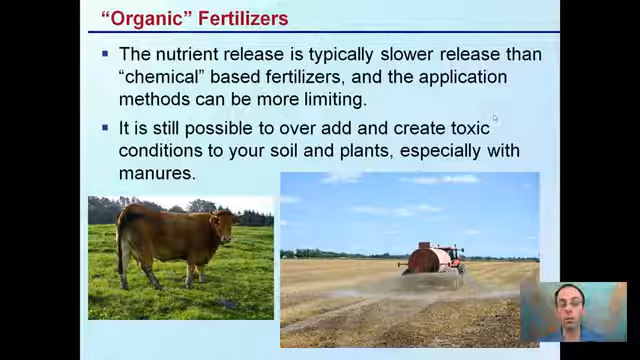 “Organic” Fertilizers
▪ The nutrient release is typically slower release than
“chemical” based fertilizers, and the application
methods can be more limiting.
▪ It is still possible to over add and create toxic
conditions to your soil and plants, especially with
manures.